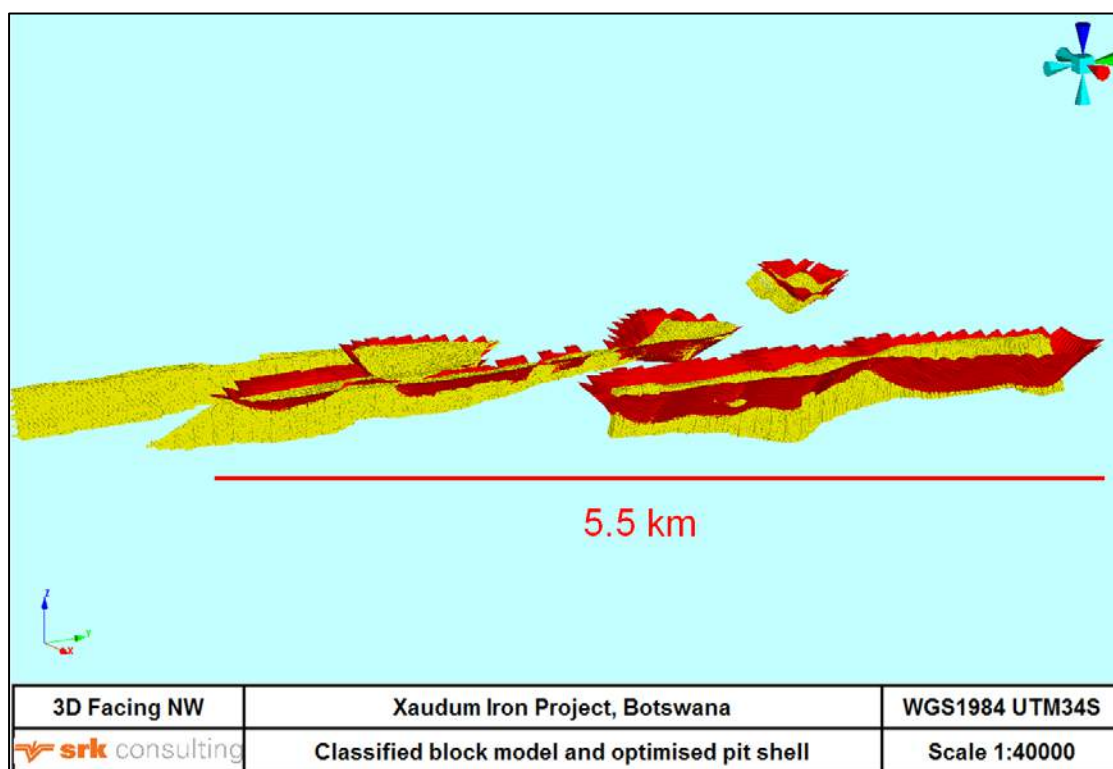 5.5 km
Z
Y
X
3D Facing NW
Xaudum Iron Project, Botswana
WGS1984 UTM34S
srk consulting
Classified block model and optimised pit shell
Scale 1:40000